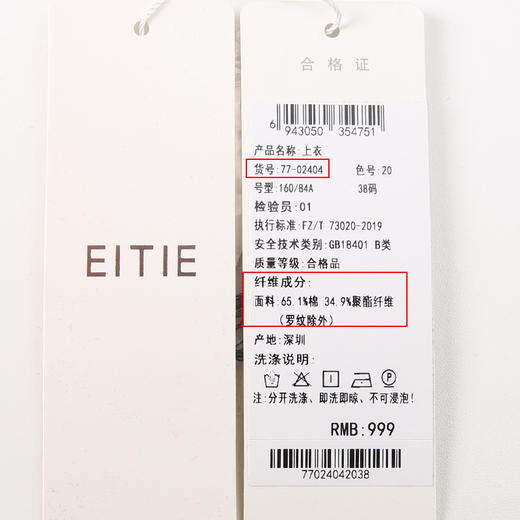 EITIE
合格证
6 943050 354751
产品名称:上衣
货号:77-02404 色号:20
号型:160/84A 38码
检验员:01
执行标准:FZ/T 73020-2019
安全技术类别:GB18401 B类
质量等级:合格品
纤维成分:
面料:65.1%棉 34.9%聚酯纤维
(罗纹除外)
产地:深圳
洗涤说明:
注:分开洗涤、即洗即晾、不可浸泡!
RMB:999
77024042038